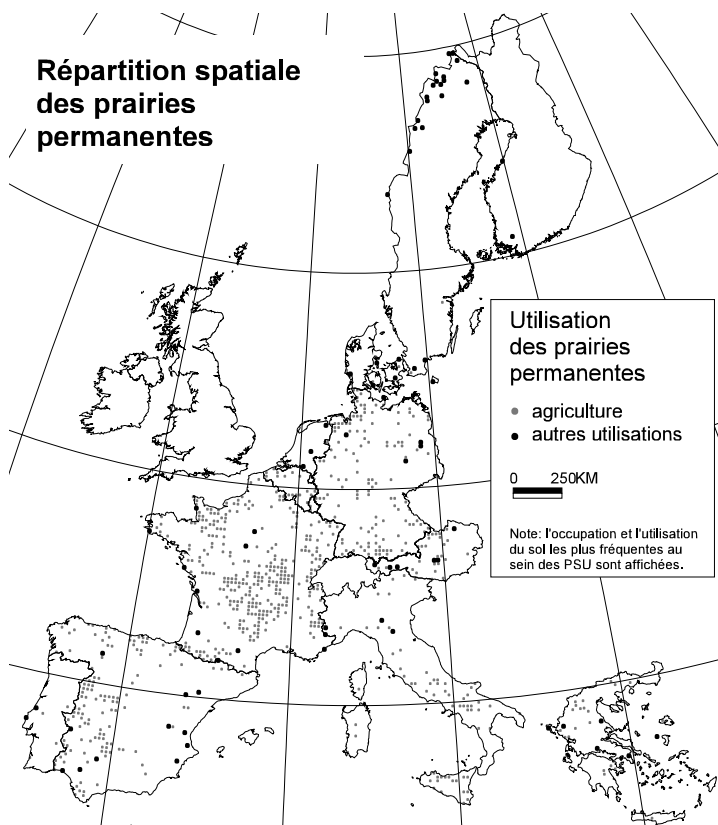 Répartition spatiale
des prairies
permanentes
Utilisation
des prairies
permanentes
agriculture
autres utilisations
0 250KM
Note: l'occupation et l'utilisation
du sol les plus fréquentes au
sein des PSU sont affichées.